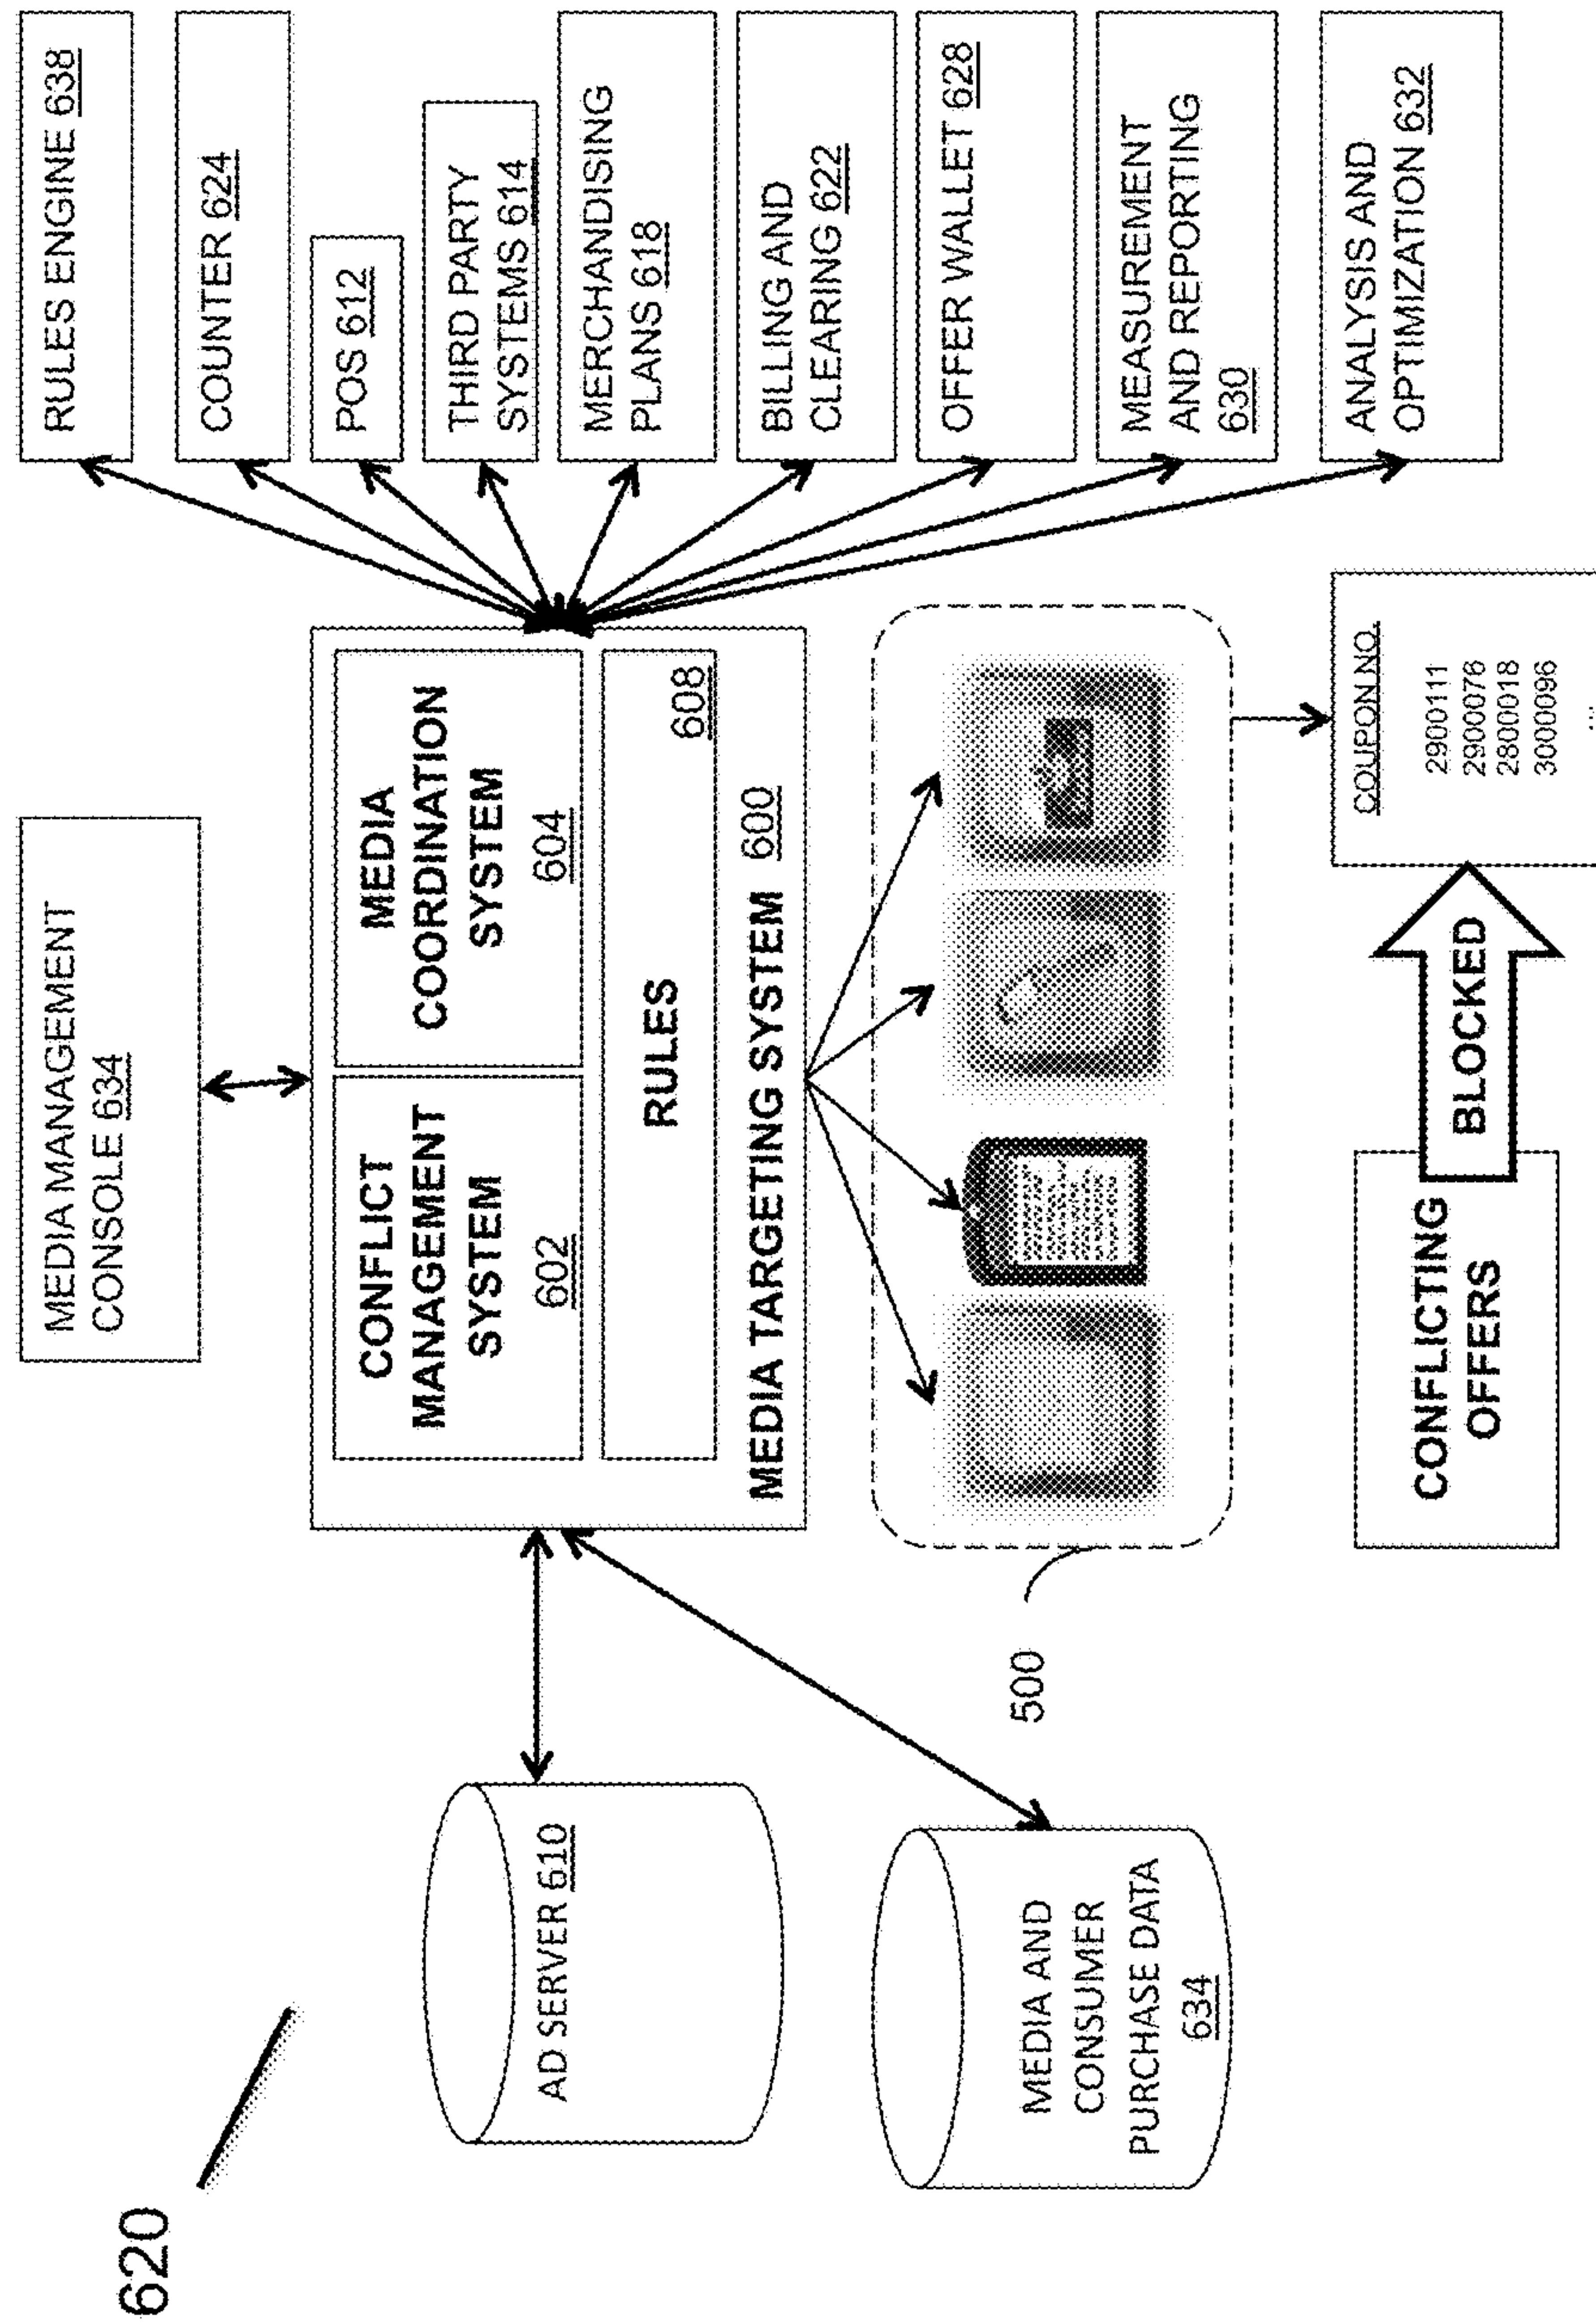 620
MEDIA MANAGEMENT
CONSOLE 634
AD SERVER 610
MEDIA AND
CONSUMER
PURCHASE DATA
634
CONFLICT
MANAGEMENT
SYSTEM
602
MEDIA
COORDINATION
SYSTEM
604
RULES
608
MEDIA TARGETING SYSTEM 600
500
CONFLICTING
OFFERS
BLOCKED
COUPON NO.
2900111
2900076
2800018
3000096
...
RULES ENGINE 638
COUNTER 624
POS 612
THIRD PARTY
SYSTEMS 614
MERCHANDISING
PLANS 618
BILLING AND
CLEARING 622
OFFER WALLET 628
MEASUREMENT
AND REPORTING
630
ANALYSIS AND
OPTIMIZATION 632